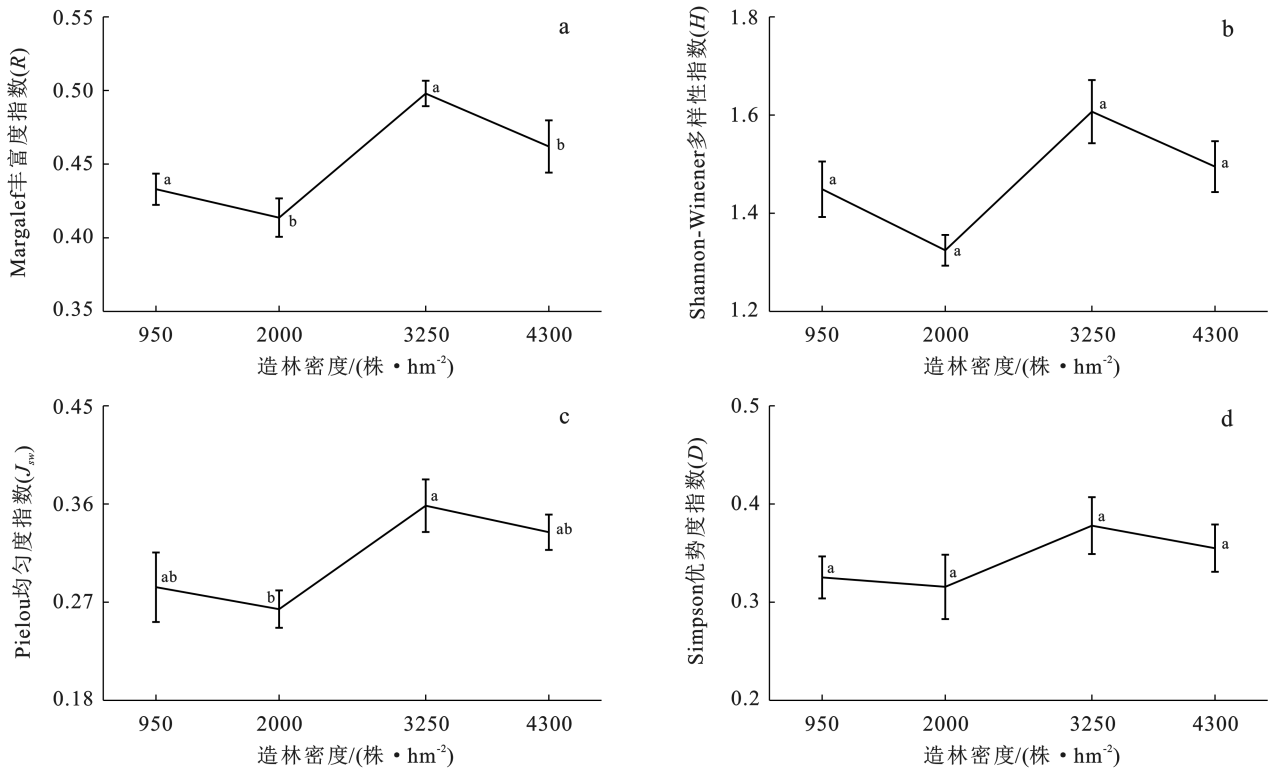 a
Margalef丰富度指数(R)
0.55
0.50
0.45
0.40
0.35
a
b
a
b
950 2000 3250 4300
造林密度/(株·hm⁻²)
b
Shannon-Winener多样性指数(H)
1.8
1.6
1.4
1.2
a
a
a
a
950 2000 3250 4300
造林密度/(株·hm⁻²)
c
Pielou均匀度指数(Jsw)
0.45
0.36
0.27
0.18
ab
b
a
ab
950 2000 3250 4300
造林密度/(株·hm⁻²)
d
Simpson优势度指数(D)
0.5
0.4
0.3
0.2
a
a
a
a
950 2000 3250 4300
造林密度/(株·hm⁻²)